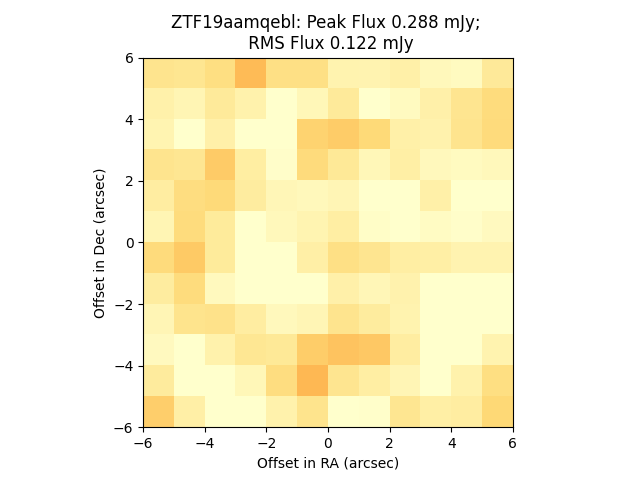 ZTF19aamqebl: Peak Flux 0.288 mJy;
RMS Flux 0.122 mJy
6
4
2
0
−2
−4
−6
Offset in Dec (arcsec)
−6 −4 −2 0 2 4 6
Offset in RA (arcsec)